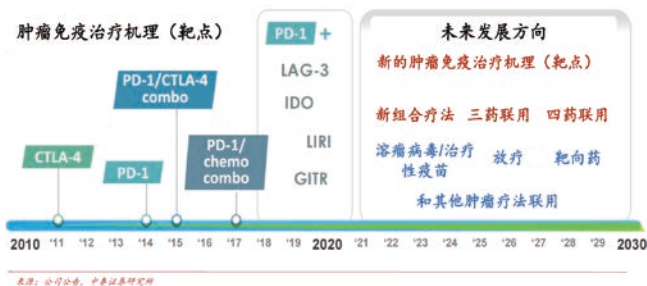 肿瘤免疫治疗机理（靶点）
CTLA-4
PD-1
PD-1/CTLA-4
combo
PD-1/
chemo
combo
PD-1 +
LAG-3
IDO
LIRI
GITR
未来发展方向
新的肿瘤免疫治疗机理（靶点）
新组合疗法 三药联用 四药联用
溶瘤病毒/治疗性疫苗 放疗 靶向药
和其他肿瘤疗法联用
2010 '11 '12 '13 '14 '15 '16 '17 '18 '19 2020 '21 '22 '23 '24 '25 '26 '27 '28 '29 2030
来源：公司公告，中泰证券研究所